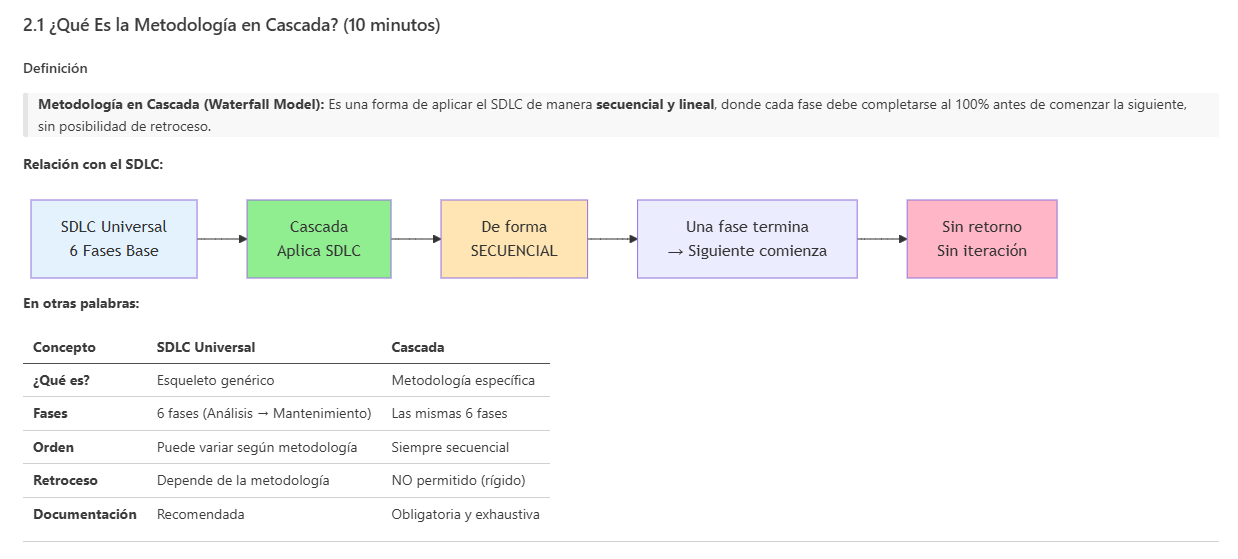 2.1 ¿Qué Es la Metodología en Cascada? (10 minutos)
Definición
Metodología en Cascada (Waterfall Model): Es una forma de aplicar el SDLC de manera secuencial y lineal, donde cada fase debe completarse al 100% antes de comenzar la siguiente,
sin posibilidad de retroceso.
Relación con el SDLC:
SDLC Universal
6 Fases Base
Cascada
Aplica SDLC
De forma
SECUENCIAL
Una fase termina
→ Siguiente comienza
Sin retorno
Sin iteración
En otras palabras:
Concepto SDLC Universal Cascada
¿Qué es? Esqueleto genérico Metodología específica
Fases 6 fases (Análisis → Mantenimiento) Las mismas 6 fases
Orden Puede variar según metodología Siempre secuencial
Retroceso Depende de la metodología NO permitido (rígido)
Documentación Recomendada Obligatoria y exhaustiva